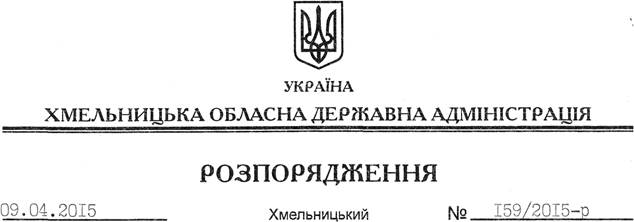 УКРАЇНА
ХМЕЛЬНИЦЬКА ОБЛАСНА ДЕРЖАВНА АДМІНІСТРАЦІЯ
РОЗПОРЯДЖЕННЯ
09.04.2015 Хмельницький № 159/2015-р